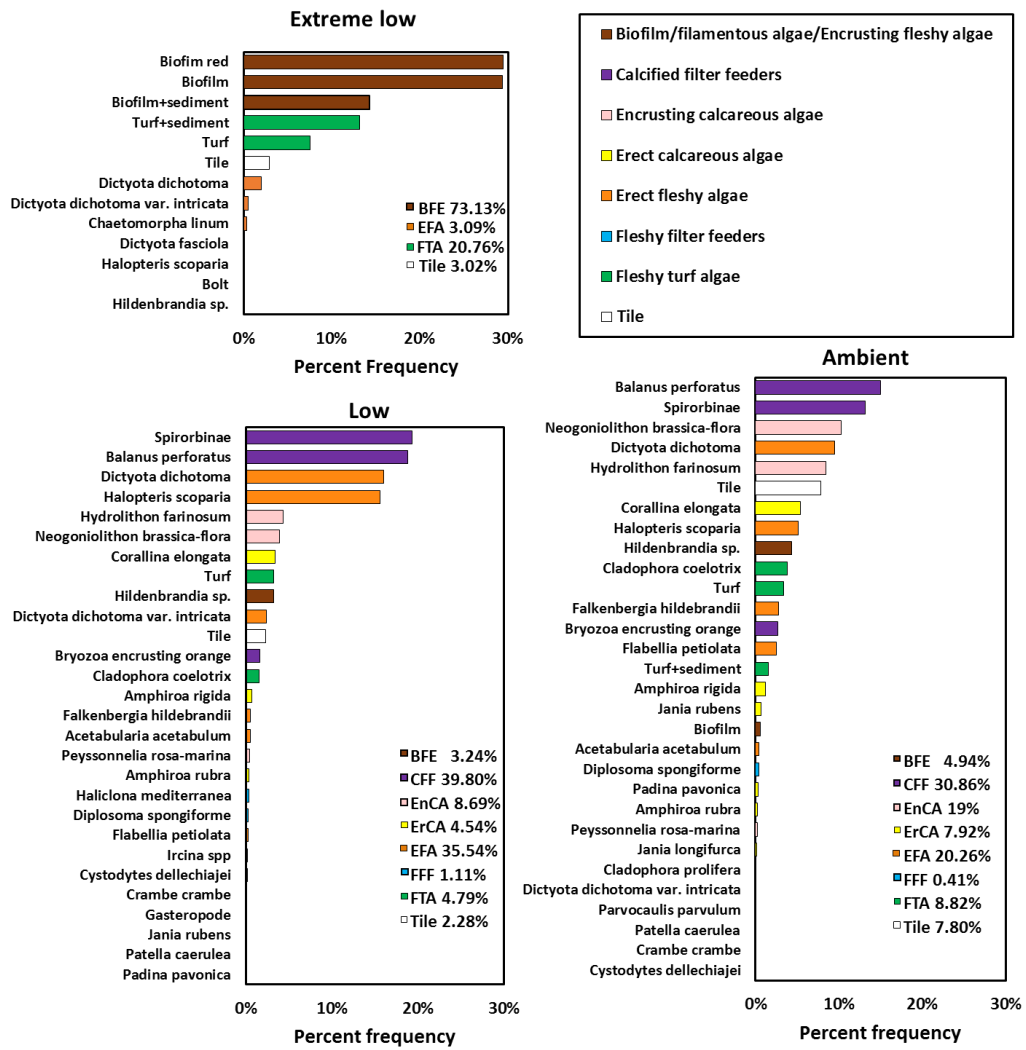 Extreme low
Biofim red
Biofilm
Biofilm+sediment
Turf+sediment
Turf
Tile
Dictyota dichotoma
Dictyota dichotoma var. intricata
Chaetomorpha linum
Dictyota fasciola
Halopteris scoparia
Bolt
Hildenbrandia sp.
BFE 73.13%
EFA 3.09%
FTA 20.76%
Tile 3.02%
0% 10% 20% 30%
Percent Frequency
Biofilm/filamentous algae/Encrusting fleshy algae
Calcified filter feeders
Encrusting calcareous algae
Erect calcareous algae
Erect fleshy algae
Fleshy filter feeders
Fleshy turf algae
Tile
Low
Spirorbinae
Balanus perforatus
Dictyota dichotoma
Halopteris scoparia
Hydrolithon farinosum
Neogoniolithon brassica-flora
Corallina elongata
Turf
Hildenbrandia sp.
Dictyota dichotoma var. intricata
Tile
Bryozoa encrusting orange
Cladophora coelotrix
Amphiroa rigida
Falkenbergia hildebrandii
Acetabularia acetabulum
Peyssonnelia rosa-marina
Amphiroa rubra
Haliclona mediterranea
Diplosoma spongiforme
Flabellia petiolata
Ircina spp
Cystodytes dellechiajei
Crambe crambe
Gasteropode
Jania rubens
Patella caerulea
Padina pavonica
BFE 3.24%
CFF 39.80%
EnCA 8.69%
ErCA 4.54%
EFA 35.54%
FFF 1.11%
FTA 4.79%
Tile 2.28%
0% 10% 20% 30%
Percent frequency
Ambient
Balanus perforatus
Spirorbinae
Neogoniolithon brassica-flora
Dictyota dichotoma
Hydrolithon farinosum
Tile
Corallina elongata
Halopteris scoparia
Hildenbrandia sp.
Cladophora coelotrix
Turf
Falkenbergia hildebrandii
Bryozoa encrusting orange
Flabellia petiolata
Turf+sediment
Amphiroa rigida
Jania rubens
Biofilm
Acetabularia acetabulum
Diplosoma spongiforme
Padina pavonica
Amphiroa rubra
Peyssonnelia rosa-marina
Jania longifurca
Cladophora prolifera
Dictyota dichotoma var. intricata
Parvocaulis parvulum
Patella caerulea
Crambe crambe
Cystodytes dellechiajei
BFE 4.94%
CFF 30.86%
EnCA 19%
ErCA 7.92%
EFA 20.26%
FFF 0.41%
FTA 8.82%
Tile 7.80%
0% 10% 20% 30%
Percent frequency